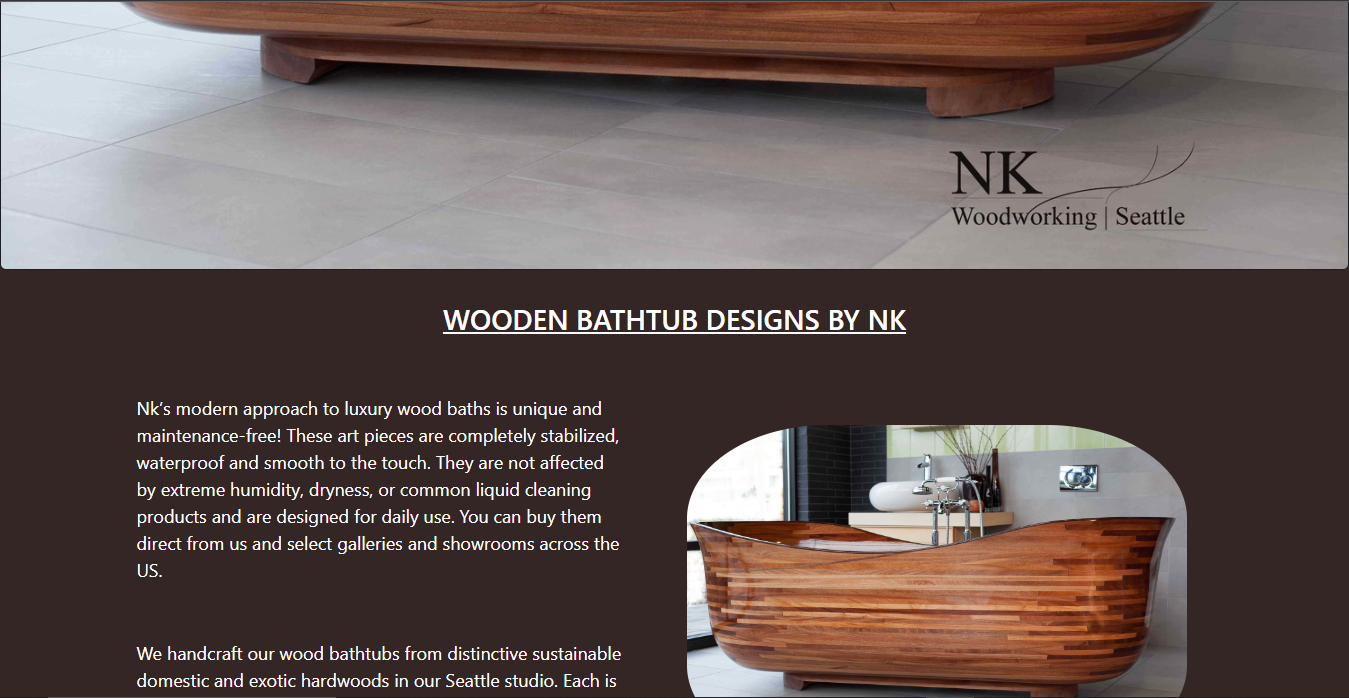 NK
Woodworking | Seattle
WOODEN BATHTUB DESIGNS BY NK
Nk’s modern approach to luxury wood baths is unique and
maintenance-free! These art pieces are completely stabilized,
waterproof and smooth to the touch. They are not affected
by extreme humidity, dryness, or common liquid cleaning
products and are designed for daily use. You can buy them
direct from us and select galleries and showrooms across the
US.
We handcraft our wood bathtubs from distinctive sustainable
domestic and exotic hardwoods in our Seattle studio. Each is